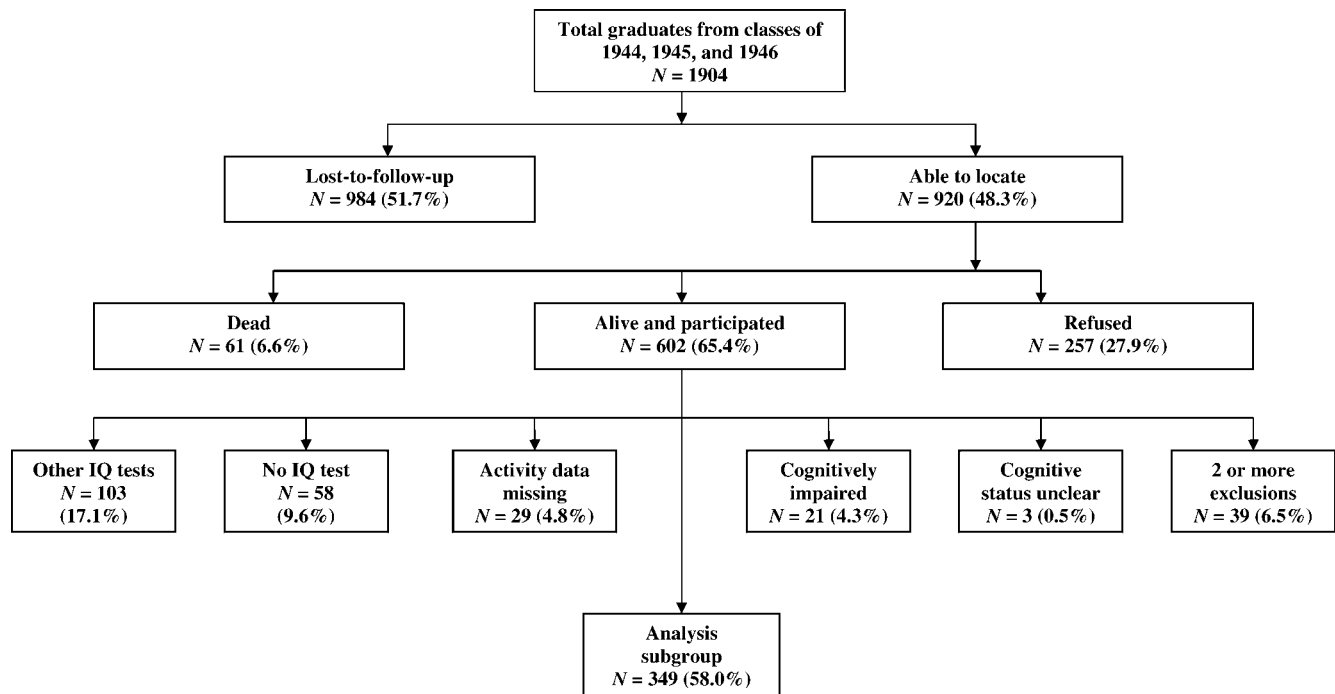 Total graduates from classes of
1944, 1945, and 1946
N = 1904
Lost-to-follow-up
N = 984 (51.7%)
Able to locate
N = 920 (48.3%)
Dead
N = 61 (6.6%)
Alive and participated
N = 602 (65.4%)
Refused
N = 257 (27.9%)
Other IQ tests
N = 103
(17.1%)
No IQ test
N = 58
(9.6%)
Activity data
missing
N = 29 (4.8%)
Cognitively
impaired
N = 21 (4.3%)
Cognitive
status unclear
N = 3 (0.5%)
2 or more
exclusions
N = 39 (6.5%)
Analysis
subgroup
N = 349 (58.0%)